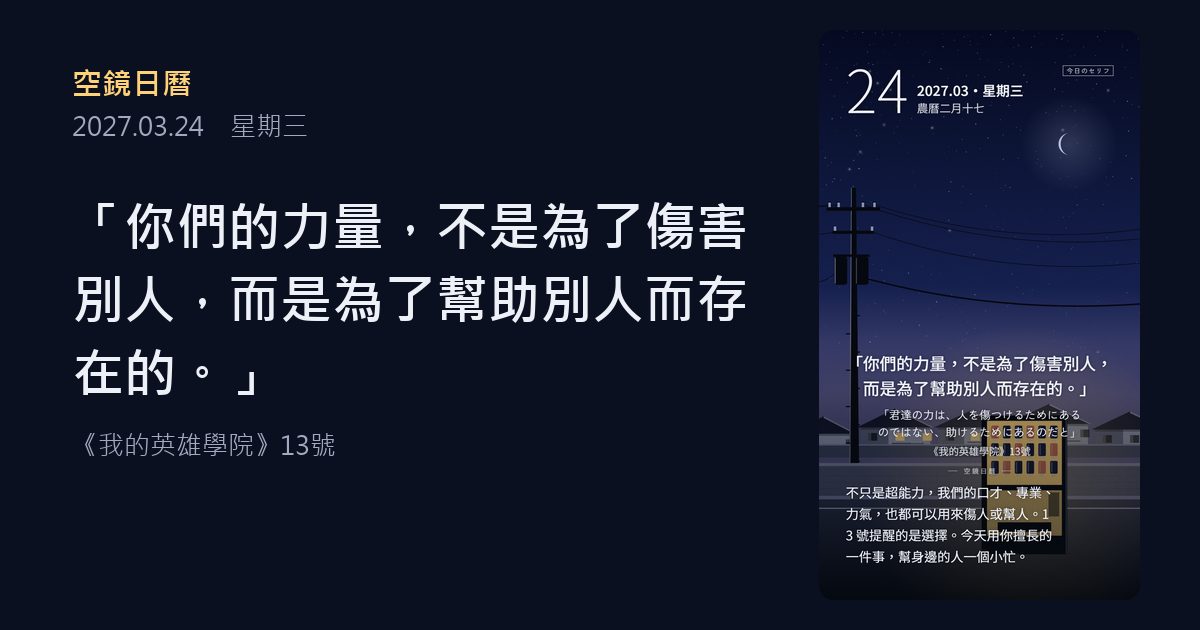 空鏡日曆
2027.03.24 星期三
「你們的力量，不是為了傷害
別人，而是為了幫助別人而存
在的。」
《我的英雄學院》13號
今日のセリフ
24
2027.03・星期三
農曆二月十七
「你們的力量，不是為了傷害別人，
而是為了幫助別人而存在的。」
「君達の力は、人を傷つけるためにある
のではない、助けるためにあるのだと」
《我的英雄學院》13號
— 空鏡日曆 —
不只是超能力，我們的口才、專業、
力氣，也都可以用來傷人或幫人。1
3 號提醒的是選擇。今天用你擅長的
一件事，幫身邊的人一個小忙。